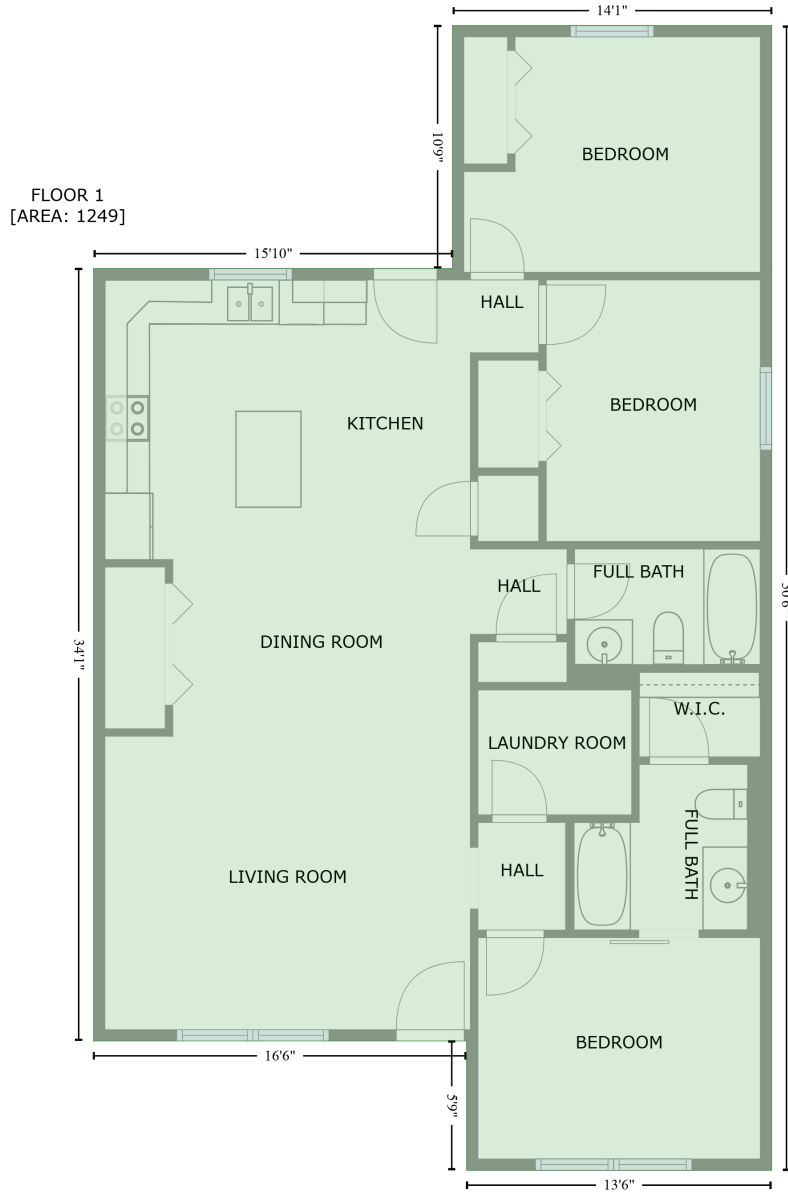 14'1"
10'9"
BEDROOM
FLOOR 1
[AREA: 1249]
15'10"
HALL
BEDROOM
KITCHEN
FULL BATH
HALL
DINING ROOM
34'1"
W.I.C.
LAUNDRY ROOM
FULL BATH
HALL
LIVING ROOM
BEDROOM
16'6"
5'9"
13'6"